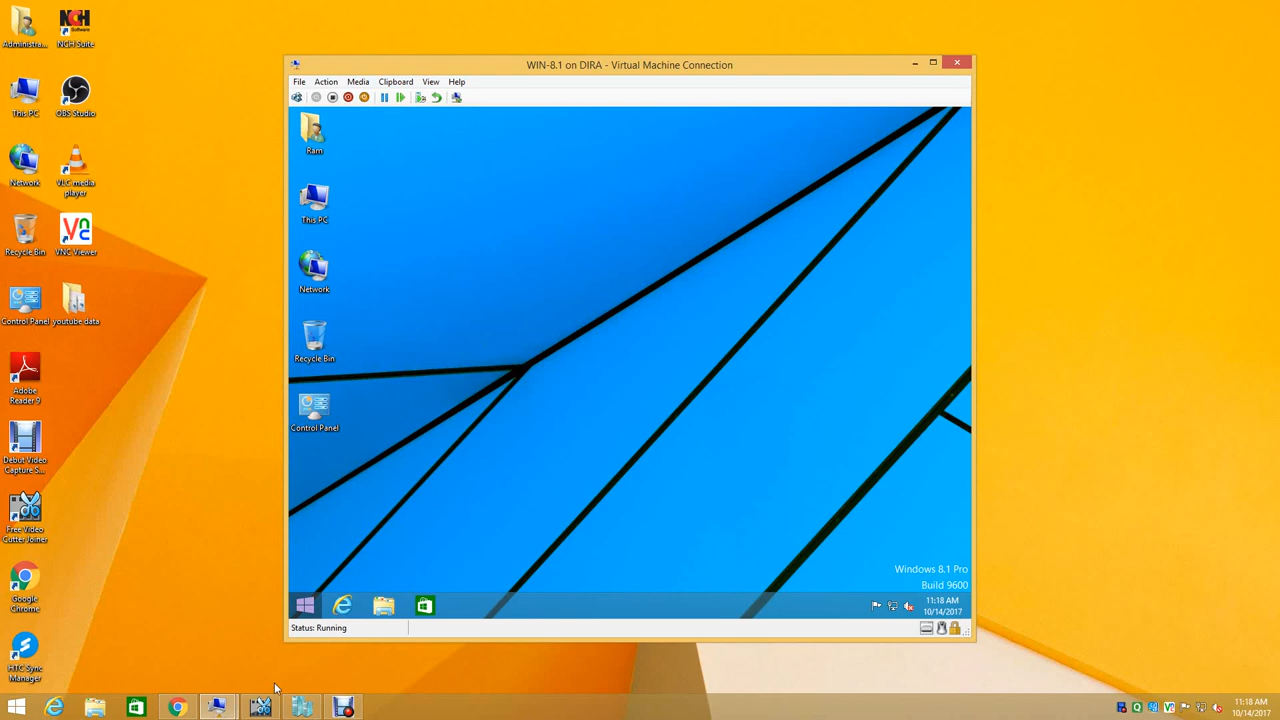 Administra...
NCH
Software
NCH Suite
This PC
OBS Studio
Network
VLC media
player
Recycle Bin
VNC Viewer
Control Panel
youtube data
Adobe
Reader 9
Debut Video
Capture S...
Free Video
Cutter Joiner
Google
Chrome
HTC Sync
Manager
WIN-8.1 on DIRA - Virtual Machine Connection
File Action Media Clipboard View Help
Ram
This PC
Network
Recycle Bin
Control Panel
Windows 8.1 Pro
Build 9600
11:18 AM
10/14/2017
Status: Running
11:18 AM
10/14/2017